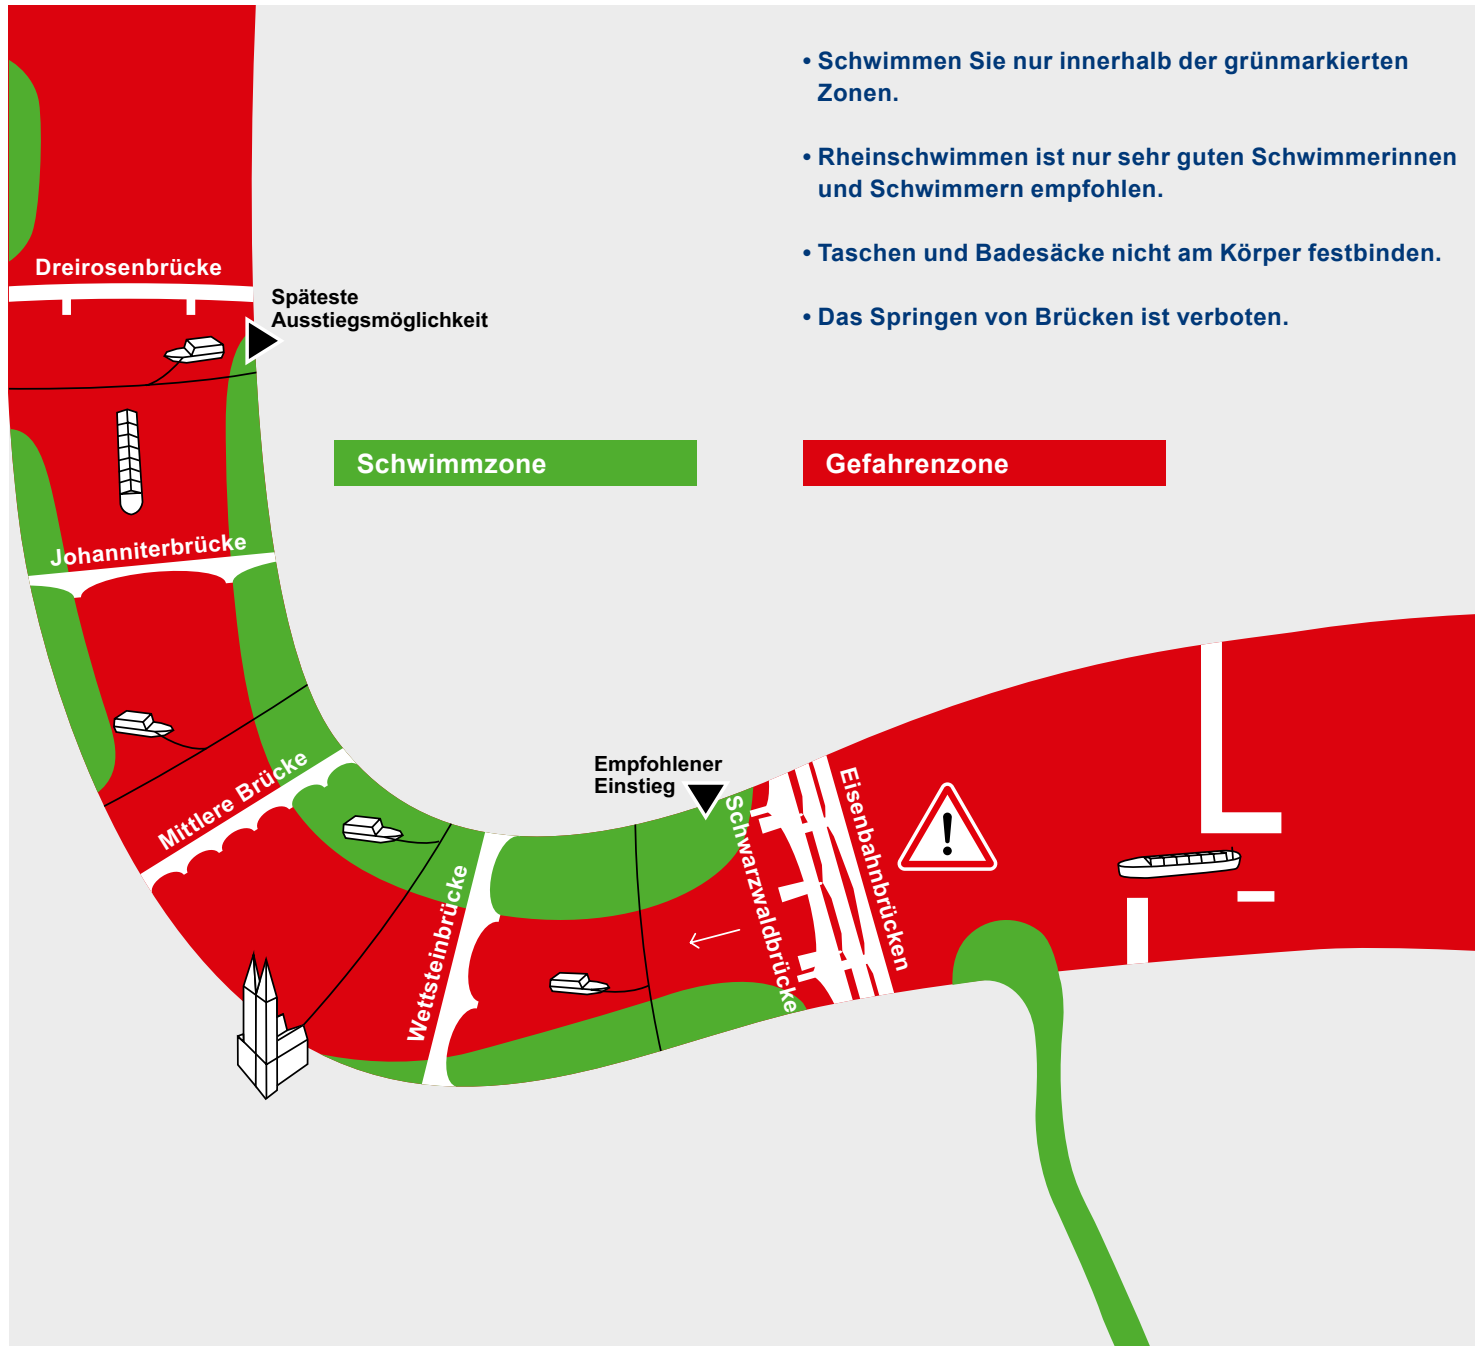 • Schwimmen Sie nur innerhalb der grünmarkierten
Zonen.
• Rheinschwimmen ist nur sehr guten Schwimmerinnen
und Schwimmern empfohlen.
• Taschen und Badesäcke nicht am Körper festbinden.
• Das Springen von Brücken ist verboten.
Dreirosenbrücke
Späteste
Ausstiegsmöglichkeit
Schwimmzone
Gefahrenzone
Johanniterbrücke
Mittlere Brücke
Empfohlener
Einstieg
Wettsteinbrücke
Schwarzwaldbrücke
Eisenbahnbrücken
!